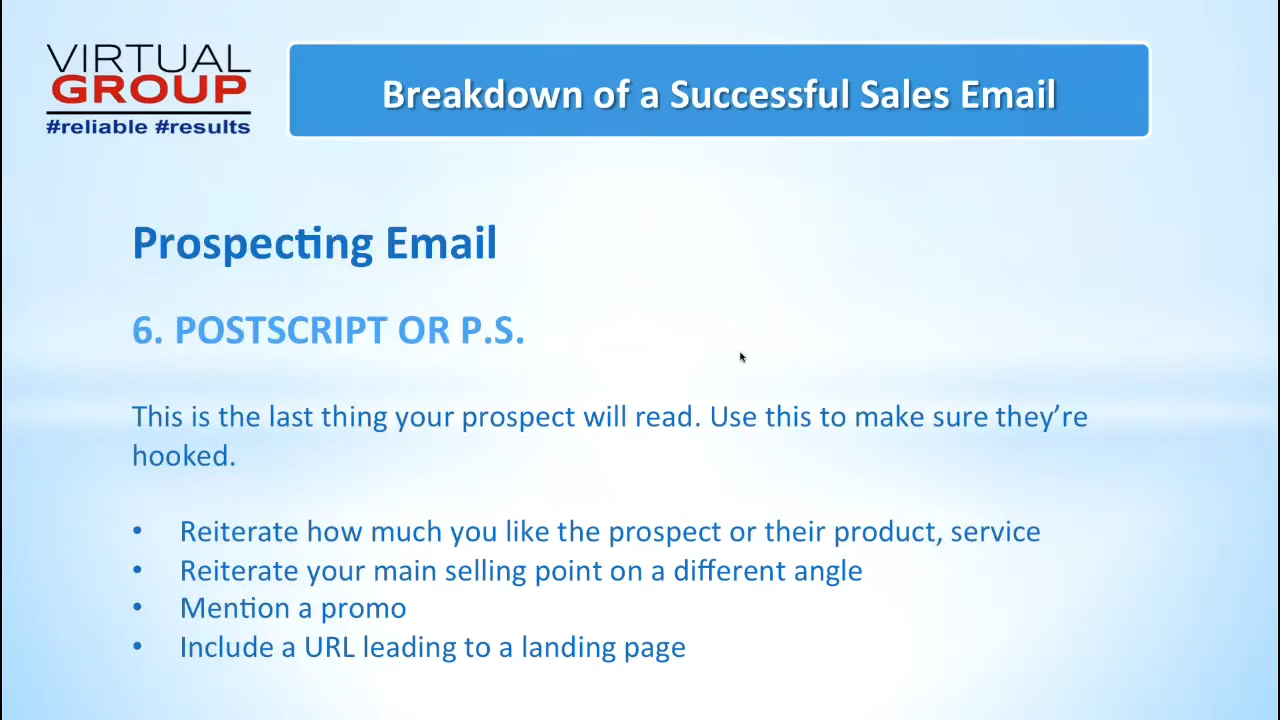 VIRTUAL
GROUP
#reliable #results
Breakdown of a Successful Sales Email
Prospecting Email
6. POSTSCRIPT OR P.S.
This is the last thing your prospect will read. Use this to make sure they’re
hooked.
• Reiterate how much you like the prospect or their product, service
• Reiterate your main selling point on a different angle
• Mention a promo
• Include a URL leading to a landing page